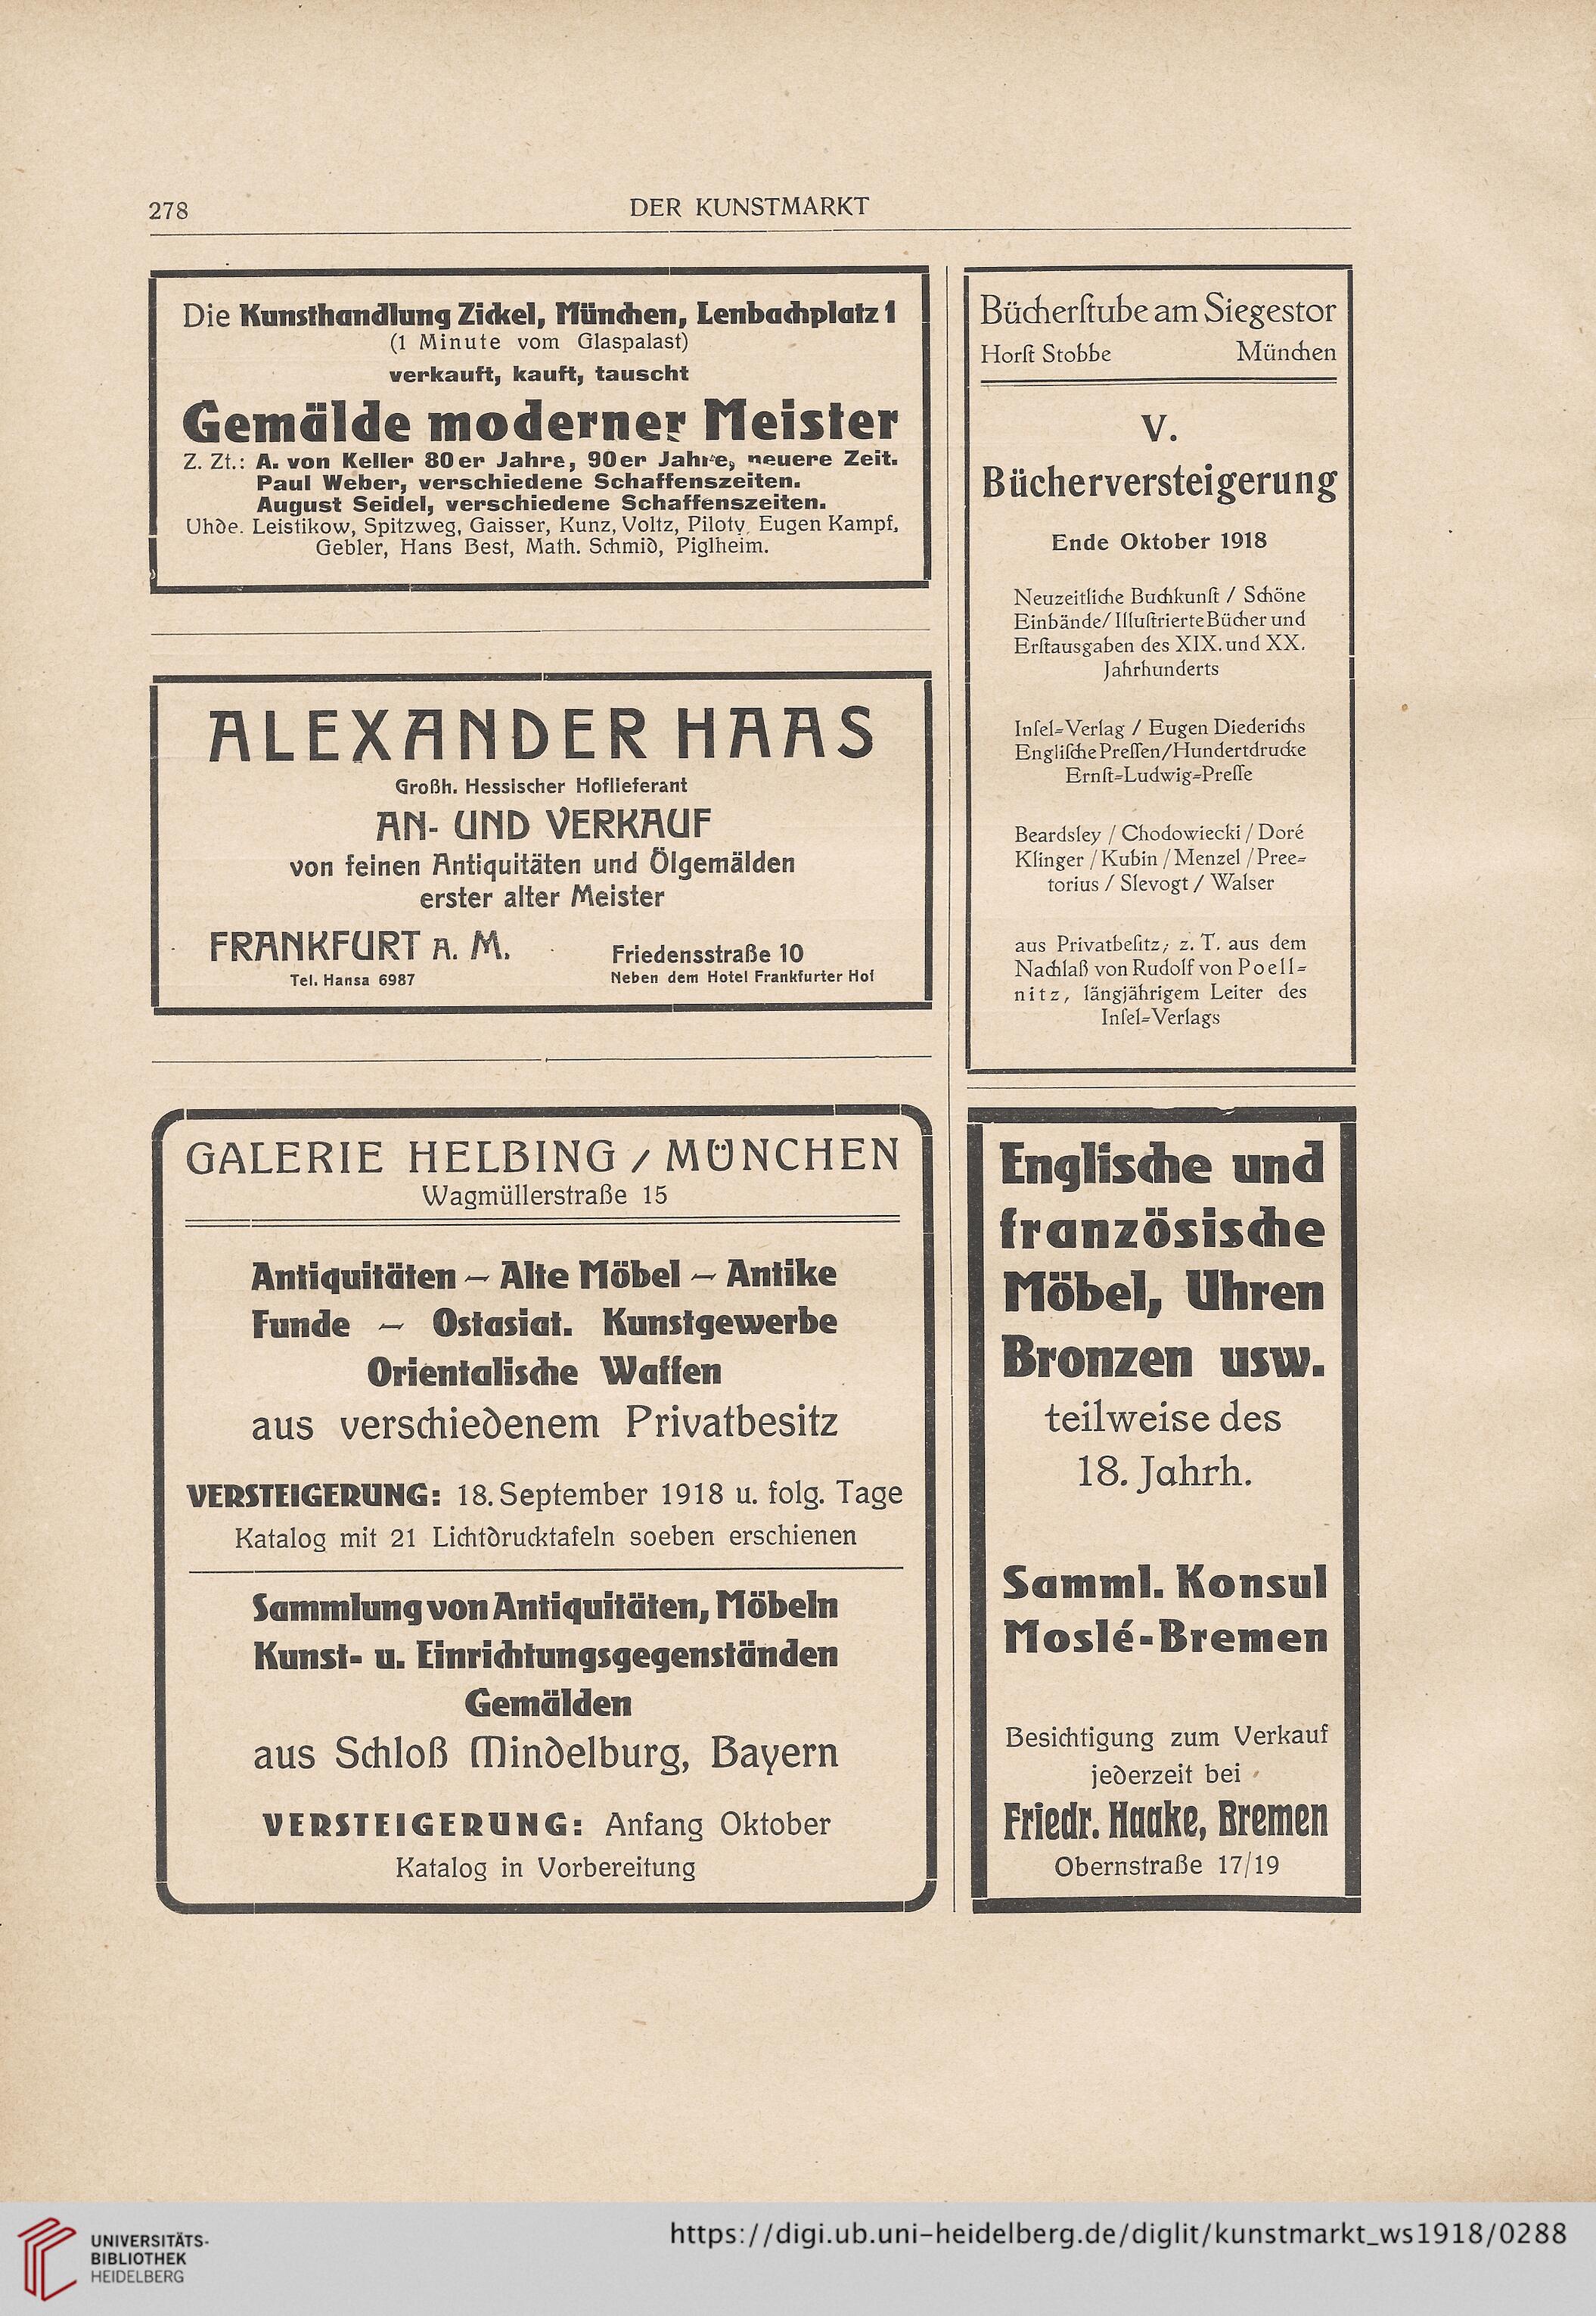 278
DER KUNSTMARKT
Die Kunsthandlung Zickel, München, Lenbachplatz 1
(1 Minute vom Glaspalast)
verkauft, kauft, tauscht
Gemälde moderner Meister
Z. Zt.: A. von Keller 80er Jahre, 90er Jahre, neuere Zeit.
Paul Weber, verschiedene Schaffenszeiten.
August Seidel, verschiedene Schaffenszeiten.
Uhde. Leistikow, Spitzweg, Gaisser, Kunz, Voltz, Piloty, Eugen Kampf,
Gebler, Hans Best, Math. Schmid, Piglheim.
ALEXANDER HAAS
Großh. Hessischer Hoflieferant
AN- UND VERKAUF
von feinen Antiquitäten und Ölgemälden
erster alter Meister
FRANKFURT A. M.
Tel. Hansa 6987
Friedensstraße 10
Neben dem Hotel Frankfurter Hof
GALERIE HELBING / MÜNCHEN
Wagmüllerstraße 15
Antiquitäten – Alte Möbel – Antike
Funde – Ostasiat. Kunstgewerbe
Orientalische Waffen
aus verschiedenem Privatbesitz
VERSTEIGERUNG: 18. September 1918 u. folg. Tage
Katalog mit 21 Lichtdrucktafeln soeben erschienen
Sammlung von Antiquitäten, Möbeln
Kunst- u. Einrichtungsgegenständen
Gemälden
aus Schloß Mindelburg, Bayern
VERSTEIGERUNG: Anfang Oktober
Katalog in Vorbereitung
Bücherſtube am Siegestor
Horſt Stobbe München
V.
Bücherversteigerung
Ende Oktober 1918
Neuzeitliche Buchkunſt / Schöne
Einbände / Illuſtrierte Bücher und
Erſtausgaben des XIX. und XX.
Jahrhunderts
Inſel-Verlag / Eugen Diederichs
Engliſche Preſſen / Hundertdrucke
Ernſt-Ludwig-Preſſe
Beardsley / Chodowiecki / Doré
Klinger / Kubin / Menzel / Pree-
torius / Slevogt / Walser
aus Privatbeſitz; z. T. aus dem
Nachlaß von Rudolf von Poell-
nitz, längjährigem Leiter des
Inſel-Verlags
Englische und
französische
Möbel, Uhren
Bronzen usw.
teilweise des
18. Jahrh.
Samml. Konsul
Moslé-Bremen
Besichtigung zum Verkauf
jederzeit bei
Friedr. Haake, Bremen
Obernstraße 17/19
UNIVERSITÄTS-
BIBLIOTHEK
HEIDELBERG
https://digi.ub.uni-heidelberg.de/diglit/kunstmarkt_ws1918/0288